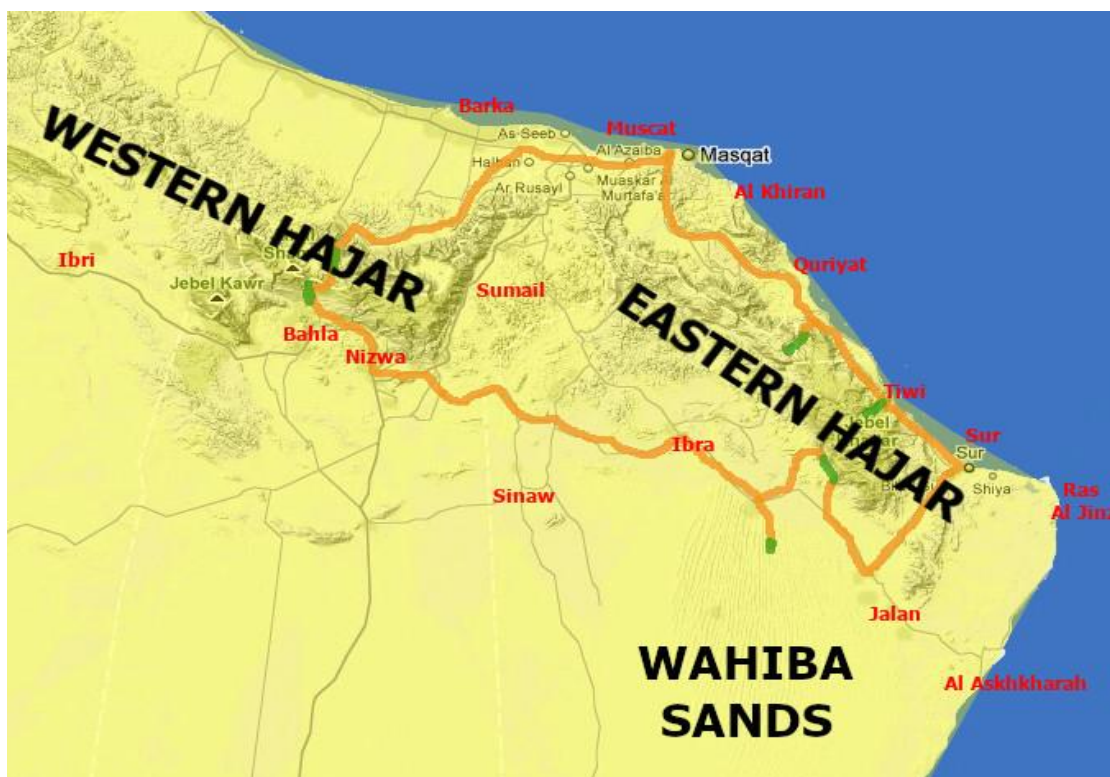 Barka
As-Seeb
Muscat
Al Azaiba
Masqat
WESTERN HAJAR
Halban
Ar Rusayl
Muaskar Al
Murtafa'a
Al Khiran
Ibri
Jebel Kawr
Sumail
Quriyat
EASTERN HAJAR
Bahla
Nizwa
Tiwi
Jebel
Ibra
Sur
Sur
Shiya
Sinaw
Ras
Al Jinz
Jalan
WAHIBA
SANDS
Al Askhkharah